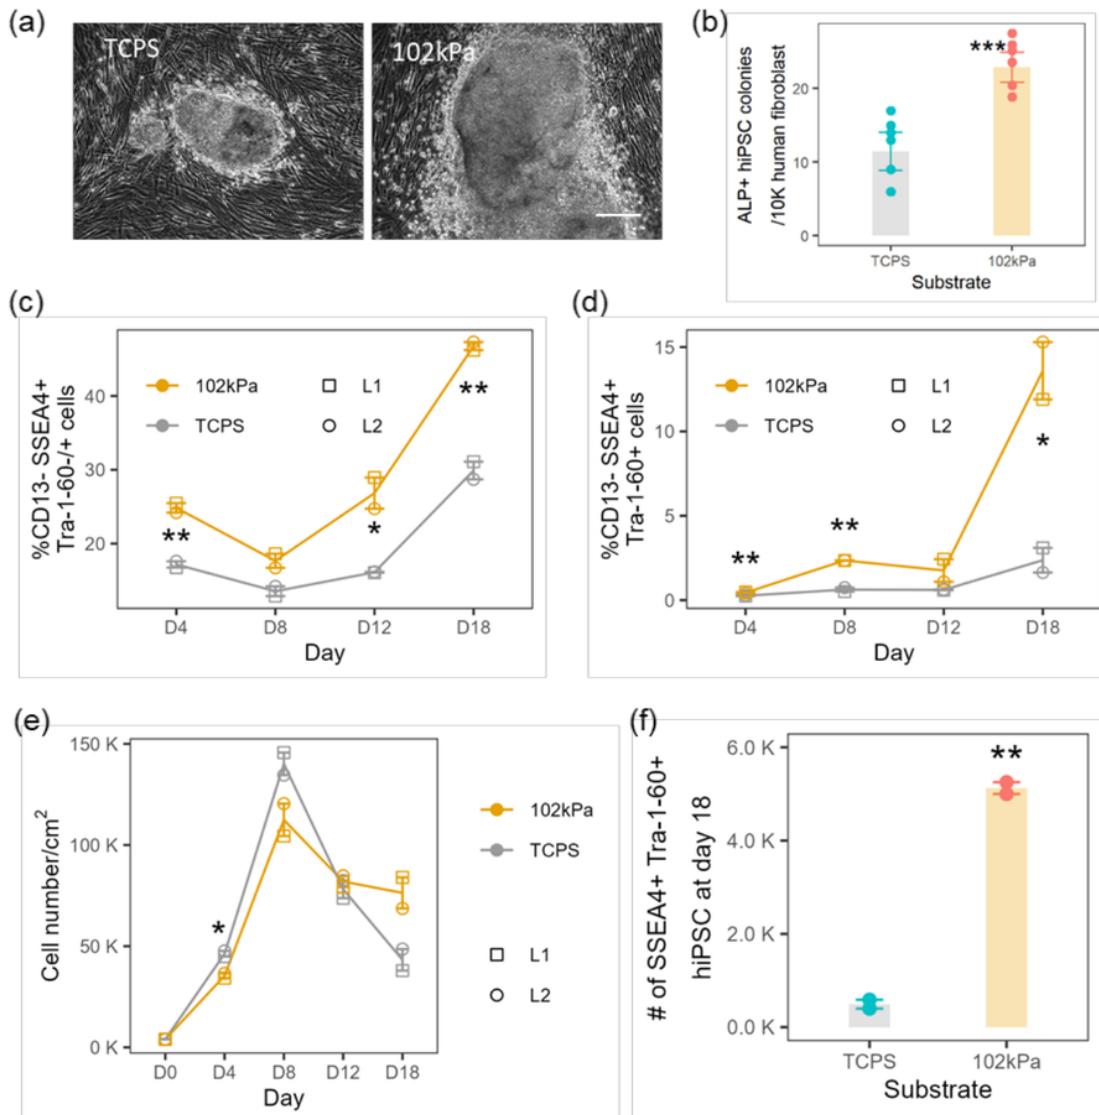 (a)
TCPS
102kPa
(b)
ALP+ hiPSC colonies
/10K human fibroblast
20
10
0
***
TCPS
102kPa
Substrate
(c)
%CD13- SSEA4+
Tra-1-60-/+ cells
40
30
20
102kPa
TCPS
L1
L2
**
*
**
D4
D8
D12
D18
Day
(d)
%CD13- SSEA4+
Tra-1-60+ cells
15
10
5
0
102kPa
TCPS
L1
L2
**
**
*
D4
D8
D12
D18
Day
(e)
Cell number/cm2
150 K
100 K
50 K
0 K
*
D0
D4
D8
D12
D18
Day
102kPa
TCPS
L1
L2
(f)
# of SSEA4+ Tra-1-60+
hiPSC at day 18
6.0 K
4.0 K
2.0 K
0.0 K
**
TCPS
102kPa
Substrate